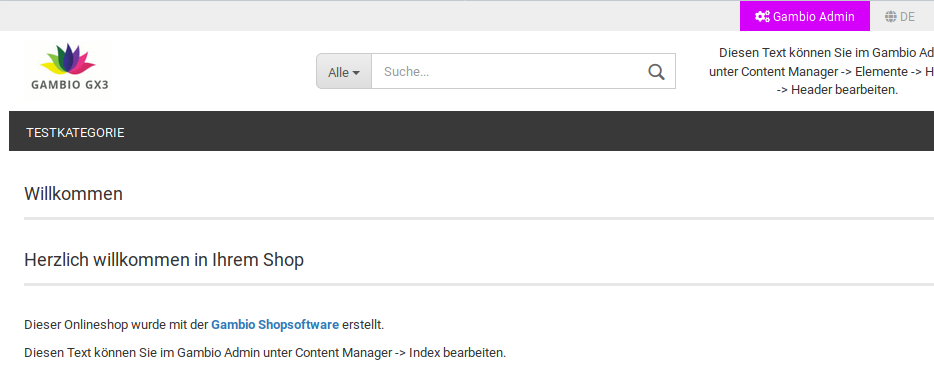 Gambio Admin
DE
GAMBIO GX3
Alle
Suche...
Diesen Text können Sie im Gambio Ad
unter Content Manager -> Elemente -> H
-> Header bearbeiten.
TESTKATEGORIE
Willkommen
Herzlich willkommen in Ihrem Shop
Dieser Onlineshop wurde mit der Gambio Shopsoftware erstellt.
Diesen Text können Sie im Gambio Admin unter Content Manager -> Index bearbeiten.